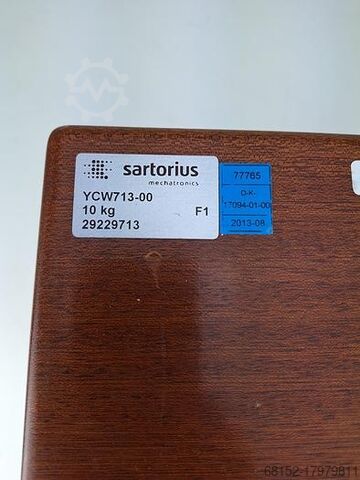 sartorius
mechatronics
YCW713-00
10 kg F1
29229713
77765
D-K-
17094-01-00
2013-08
68152-17979811